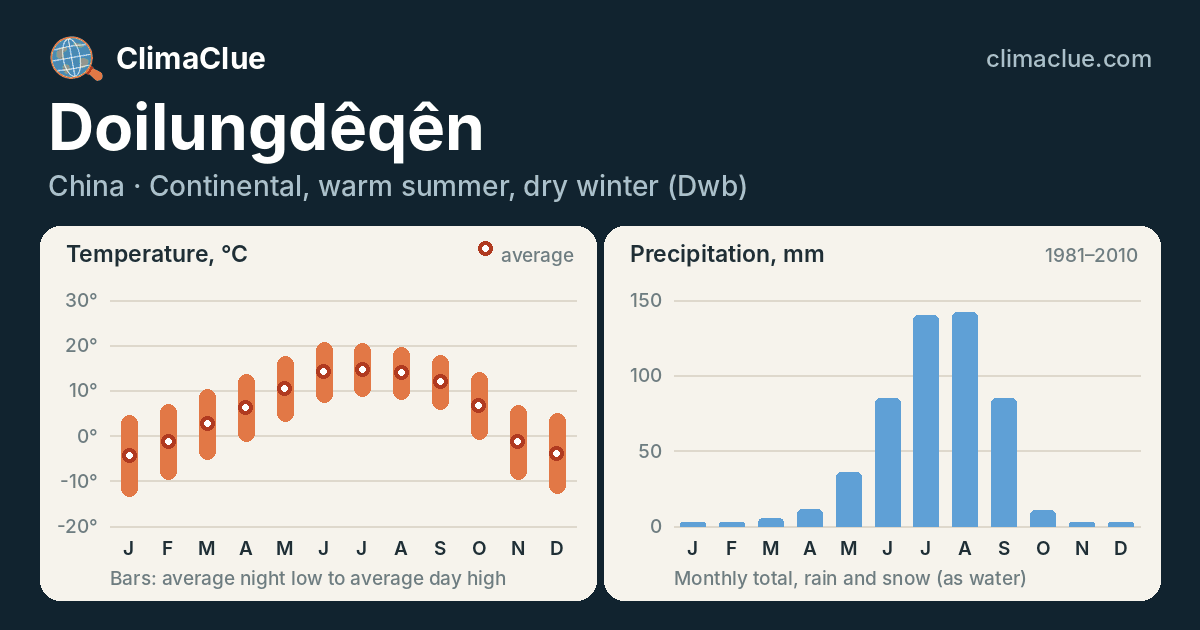 ClimaClue
climaclue.com
Doilungdêqên
China · Continental, warm summer, dry winter (Dwb)
Temperature, °C
average
30°
20°
10°
0°
-10°
-20°
J F M A M J J A S O N D
Bars: average night low to average day high
Precipitation, mm
1981–2010
150
100
50
0
J F M A M J J A S O N D
Monthly total, rain and snow (as water)